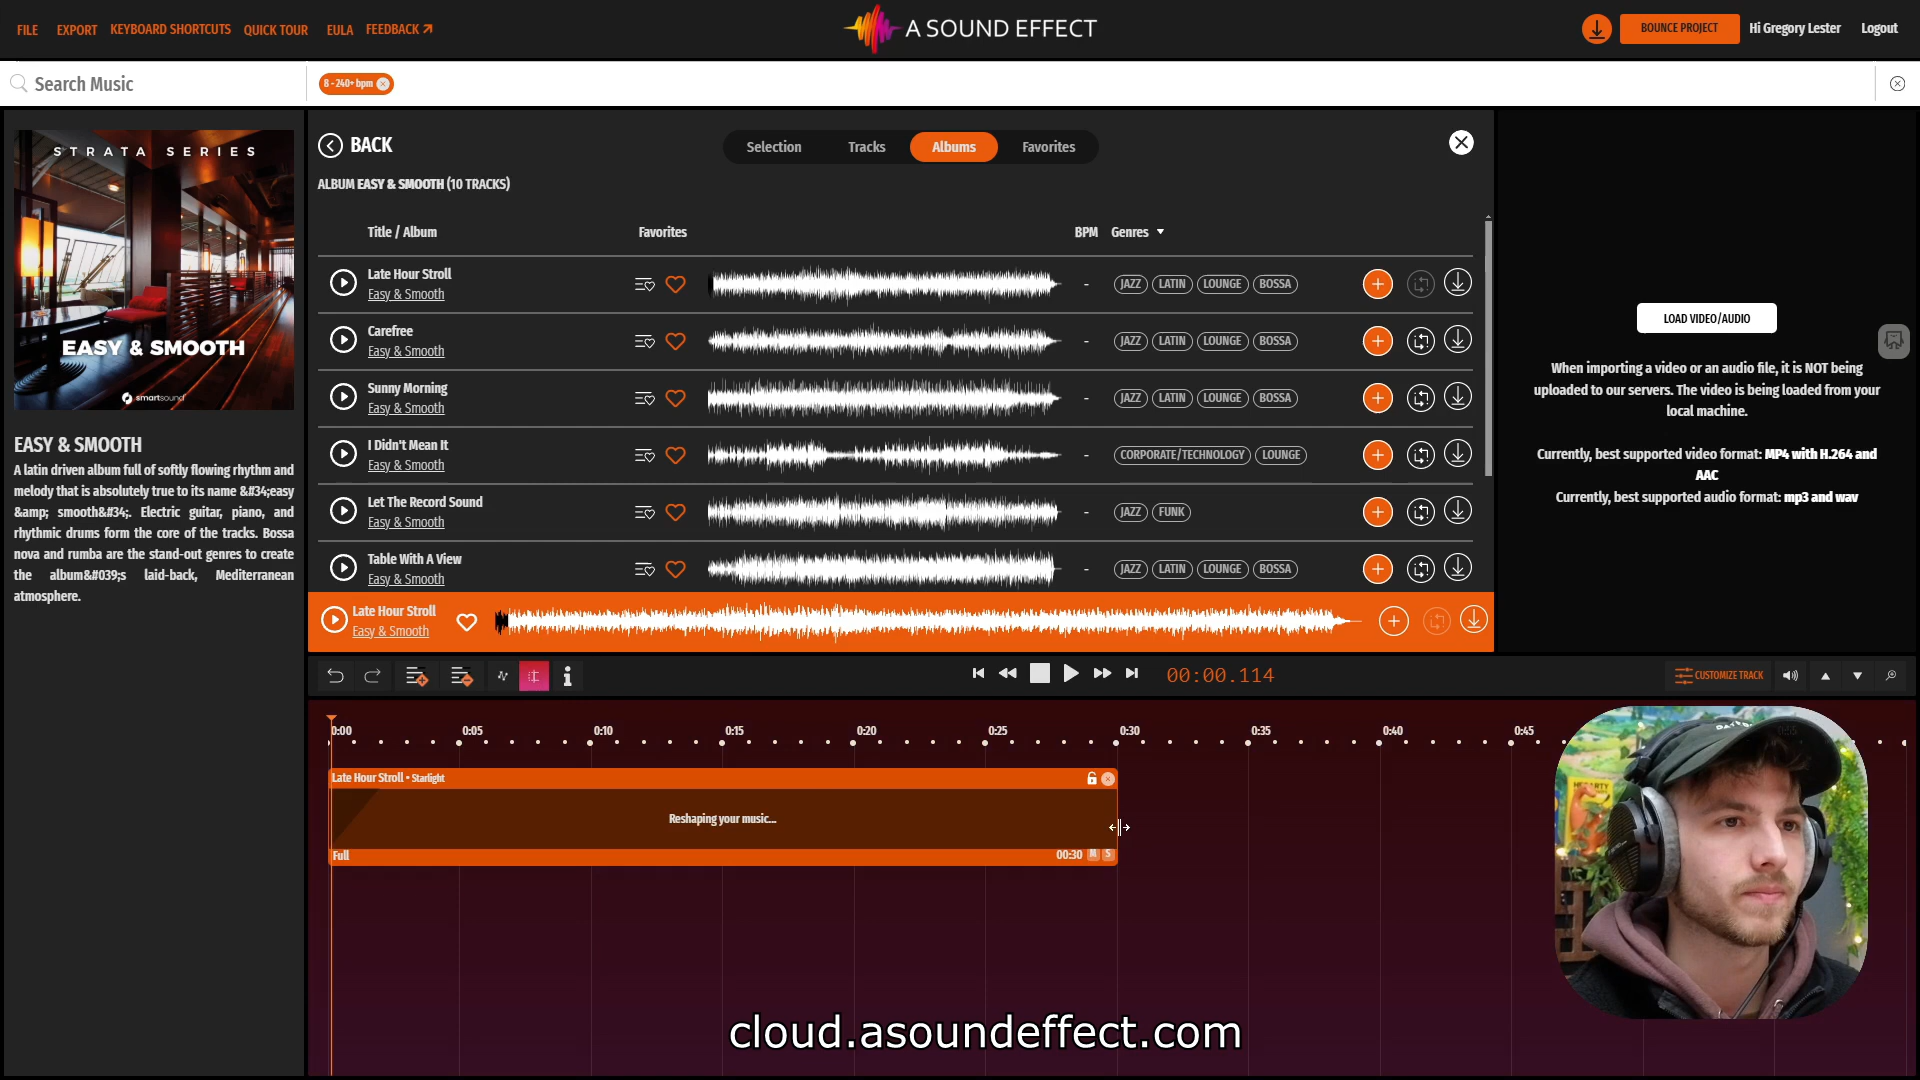 FILE
EXPORT
KEYBOARD SHORTCUTS
QUICK TOUR
EULA
FEEDBACK
A SOUND EFFECT
BOUNCE PROJECT
Hi Gregory Lester
Logout
Search Music
8 - 240+ bpm
STRATA SERIES
EASY & SMOOTH
smartsound
EASY & SMOOTH
A latin driven album full of softly flowing rhythm and
melody that is absolutely true to its name &#34;easy
&amp; smooth&#34;. Electric guitar, piano, and
rhythmic drums form the core of the tracks. Bossa
nova and rumba are the stand-out genres to create
the album&#039;s laid-back, Mediterranean
atmosphere.
BACK
Selection
Tracks
Albums
Favorites
ALBUM EASY & SMOOTH (10 TRACKS)
Title / Album
Favorites
BPM
Genres
Late Hour Stroll
Easy & Smooth
-
JAZZ
LATIN
LOUNGE
BOSSA
Carefree
Easy & Smooth
-
JAZZ
LATIN
LOUNGE
BOSSA
Sunny Morning
Easy & Smooth
-
JAZZ
LATIN
LOUNGE
BOSSA
I Didn't Mean It
Easy & Smooth
-
CORPORATE/TECHNOLOGY
LOUNGE
Let The Record Sound
Easy & Smooth
-
JAZZ
FUNK
Table With A View
Easy & Smooth
-
JAZZ
LATIN
LOUNGE
BOSSA
Late Hour Stroll
Easy & Smooth
LOAD VIDEO/AUDIO
When importing a video or an audio file, it is NOT being
uploaded to our servers. The video is being loaded from your
local machine.
Currently, best supported video format: MP4 with H.264 and
AAC
Currently, best supported audio format: mp3 and wav
00:00.114
CUSTOMIZE TRACK
0:00
0:05
0:10
0:15
0:20
0:25
0:30
0:35
0:40
0:45
Late Hour Stroll - Starlight
Reshaping your music...
Full
00:30
M
S
cloud.asoundeffect.com